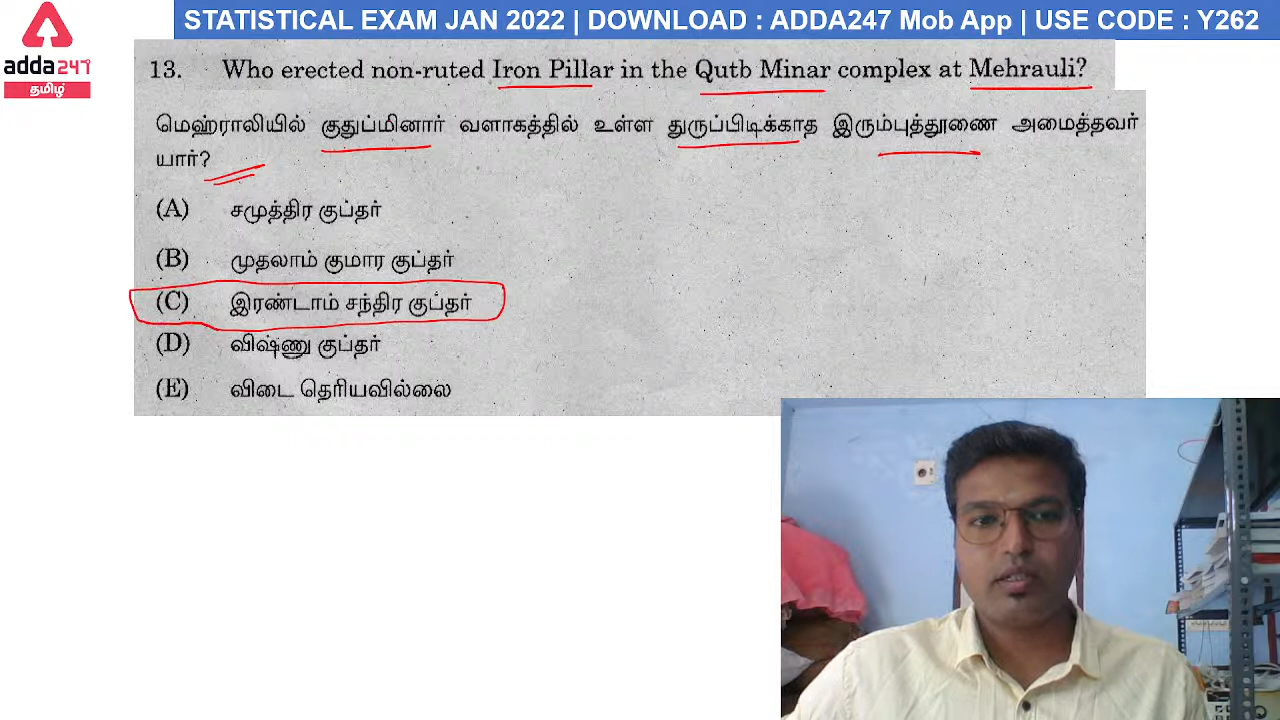 STATISTICAL EXAM JAN 2022 | DOWNLOAD : ADDA247 Mob App | USE CODE : Y262
adda247
தமிழ்
13. Who erected non-ruted Iron Pillar in the Qutb Minar complex at Mehrauli?
மெஹ்ராலியில் குதுப்மினார் வளாகத்தில் உள்ள துருப்பிடிக்காத இரும்புத்தூணை அமைத்தவர்
யார்?
(A) சமுத்திர குப்தர்
(B) முதலாம் குமார குப்தர்
(C) இரண்டாம் சந்திர குப்தர்
(D) விஷ்ணு குப்தர்
(E) விடை தெரியவில்லை